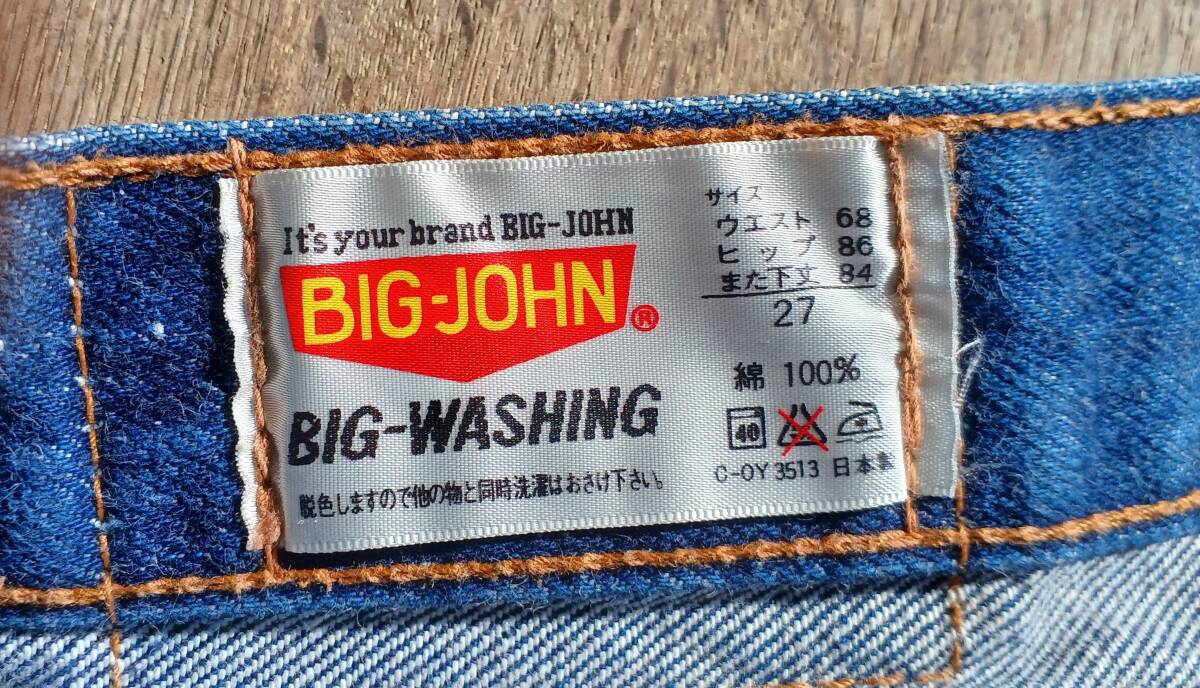 It's your brand BIG-JOHN
BIG-JOHN®
BIG-WASHING
脱色しますので他の物と同時洗濯はおさけ下さい。
サイズ
ウエスト 68
ヒップ 86
また下丈 84
27
綿 100%
40
C-OY 3513 日本製